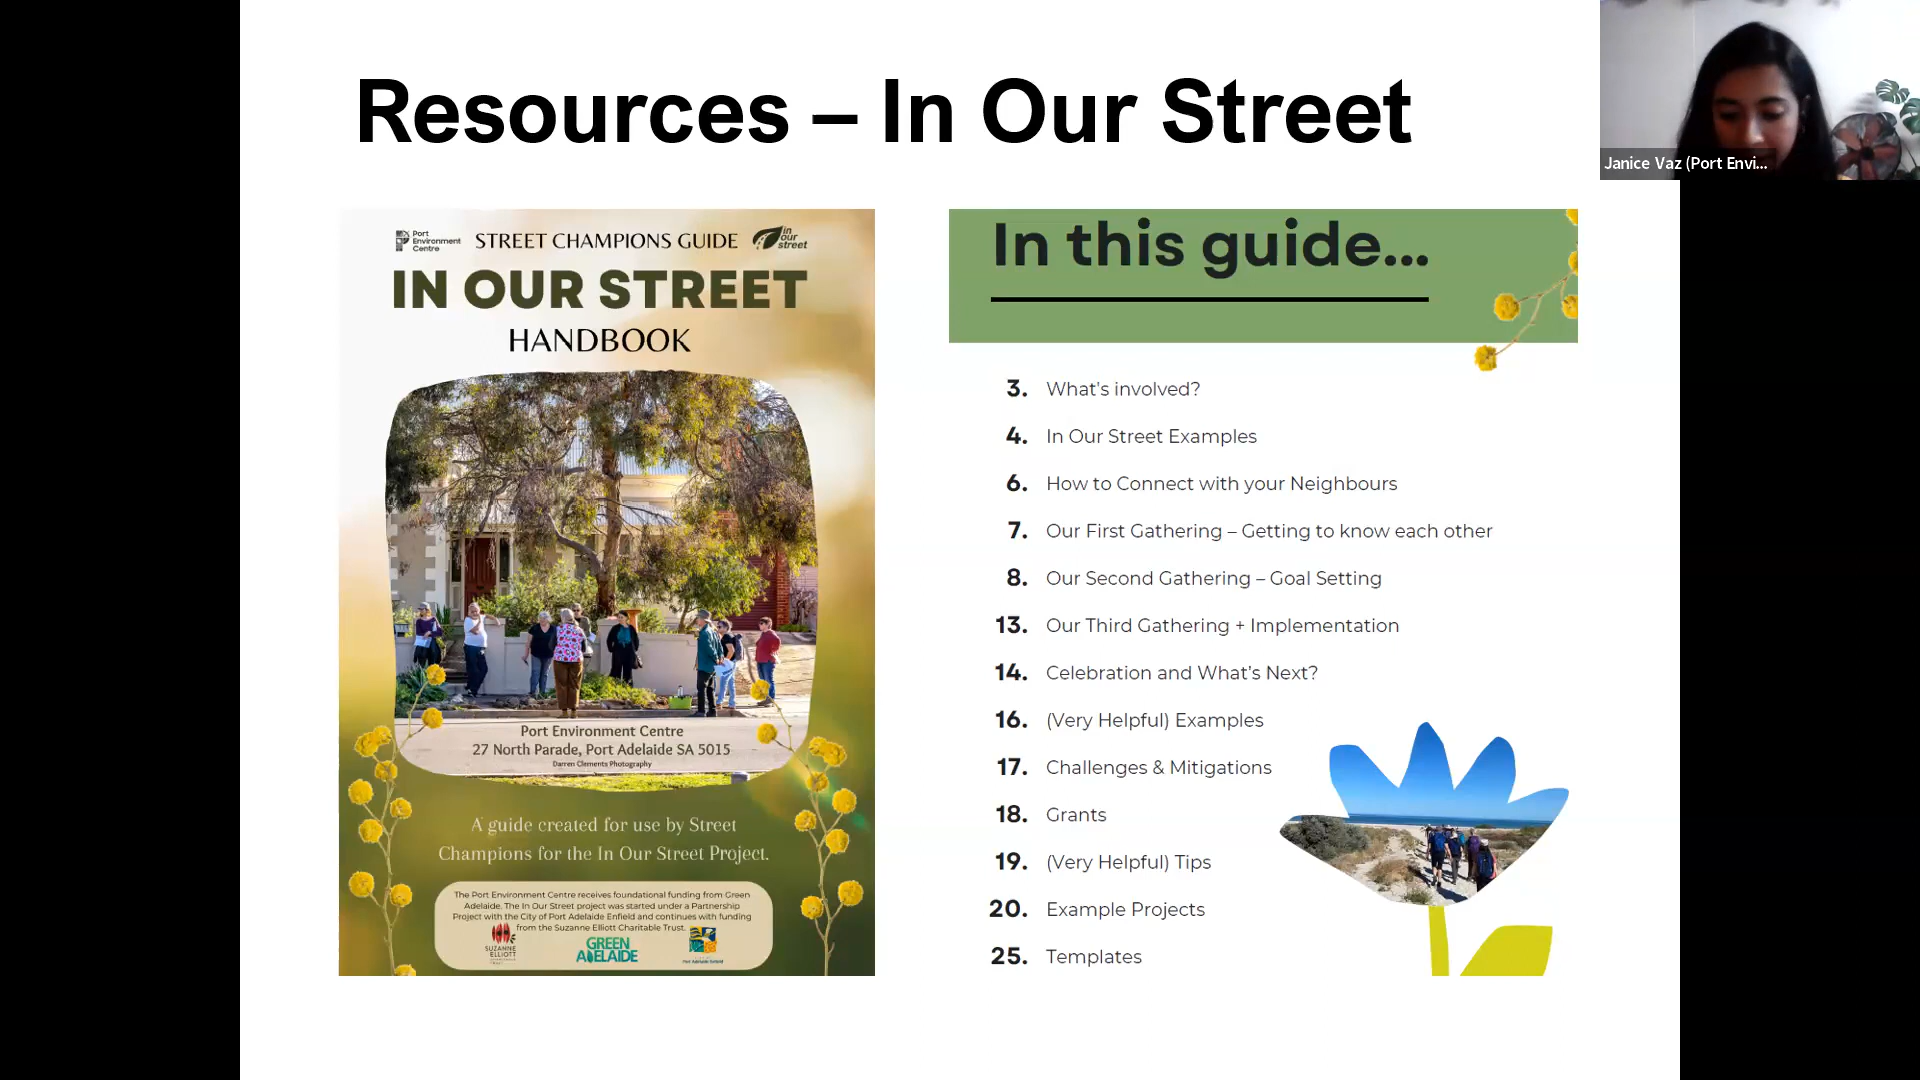 Resources – In Our Street
Janice Vaz (Port Envi...
Port
Environment
Centre
STREET CHAMPIONS GUIDE
in
our
street
IN OUR STREET
HANDBOOK
Port Environment Centre
27 North Parade, Port Adelaide SA 5015
Darren Clements Photography
A guide created for use by Street
Champions for the In Our Street Project.
The Port Environment Centre receives foundational funding from Green
Adelaide. The In Our Street project was started under a Partnership
Project with the City of Port Adelaide Enfield and continues with funding
from the Suzanne Elliott Charitable Trust.
SUZANNE
ELLIOTT
GREEN
ADELAIDE
Port Adelaide Enfield
In this guide...
3. What's involved?
4. In Our Street Examples
6. How to Connect with your Neighbours
7. Our First Gathering – Getting to know each other
8. Our Second Gathering – Goal Setting
13. Our Third Gathering + Implementation
14. Celebration and What's Next?
16. (Very Helpful) Examples
17. Challenges & Mitigations
18. Grants
19. (Very Helpful) Tips
20. Example Projects
25. Templates